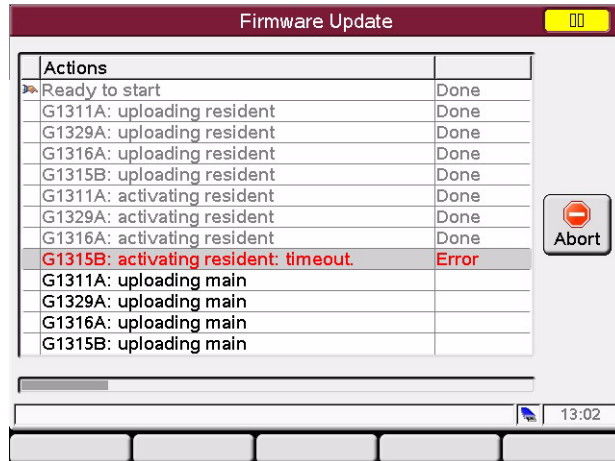 Firmware Update
Actions
Ready to start Done
G1311A: uploading resident Done
G1329A: uploading resident Done
G1316A: uploading resident Done
G1315B: uploading resident Done
G1311A: activating resident Done
G1329A: activating resident Done
G1316A: activating resident Done
G1315B: activating resident: timeout. Error
G1311A: uploading main
G1329A: uploading main
G1316A: uploading main
G1315B: uploading main
Abort
13:02